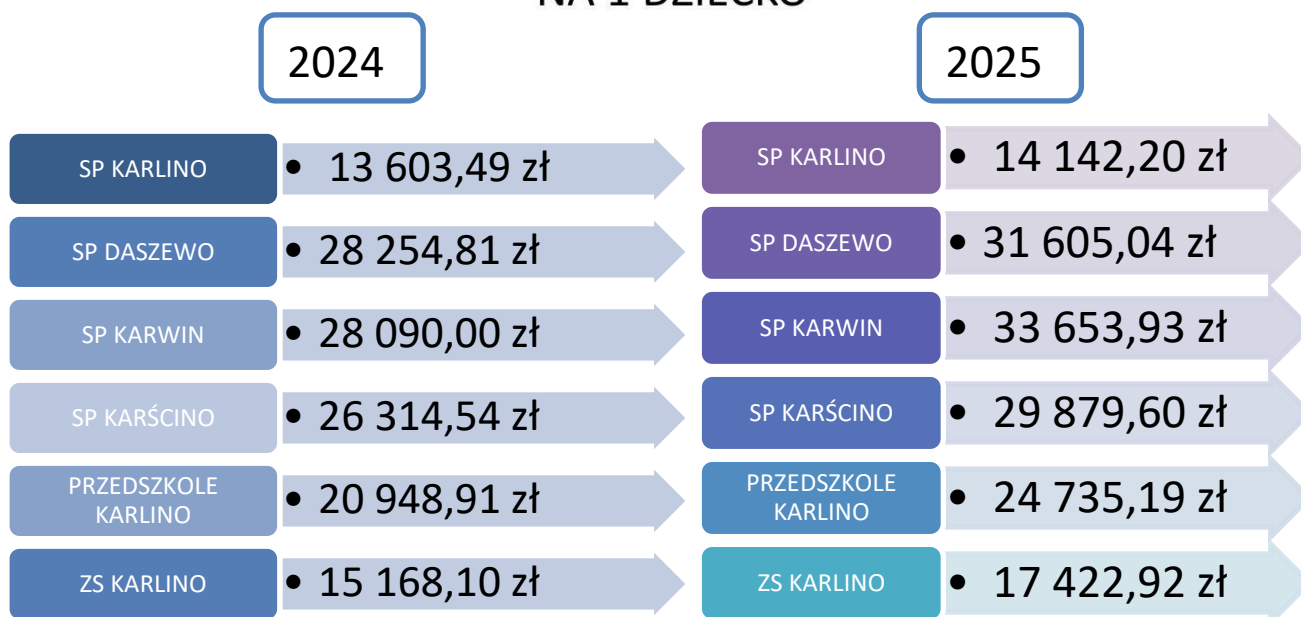 NA 1 DZIECKO
2024
SP KARLINO
• 13 603,49 zł
SP DASZEWO
• 28 254,81 zł
SP KARWIN
• 28 090,00 zł
SP KARŚCINO
• 26 314,54 zł
PRZEDSZKOLE
KARLINO
• 20 948,91 zł
ZS KARLINO
• 15 168,10 zł
2025
SP KARLINO
• 14 142,20 zł
SP DASZEWO
• 31 605,04 zł
SP KARWIN
• 33 653,93 zł
SP KARŚCINO
• 29 879,60 zł
PRZEDSZKOLE
KARLINO
• 24 735,19 zł
ZS KARLINO
• 17 422,92 zł